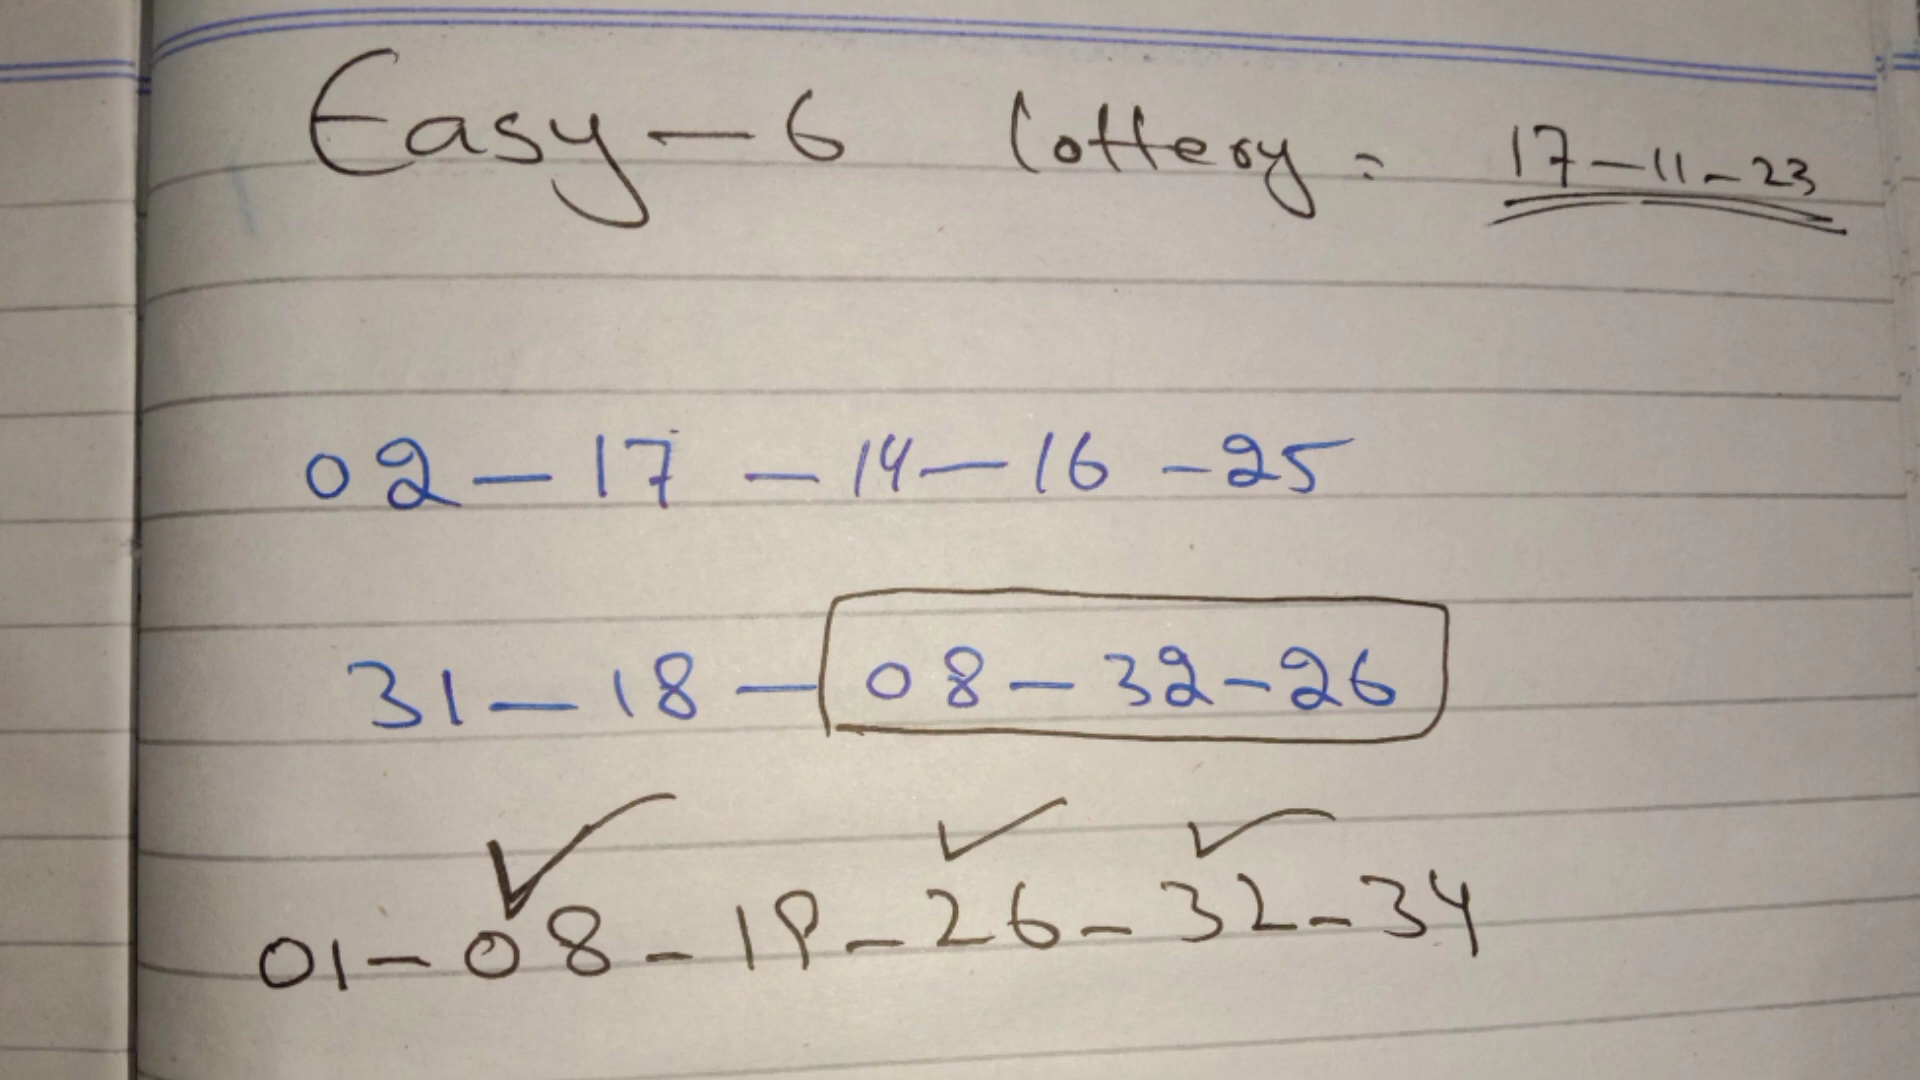 Easy - 6 lottery = 17-11-23
02 - 17 - 14 - 16 - 25
31 - 18 - 08 - 32 - 26
01 - 08 - 19 - 26 - 32 - 34